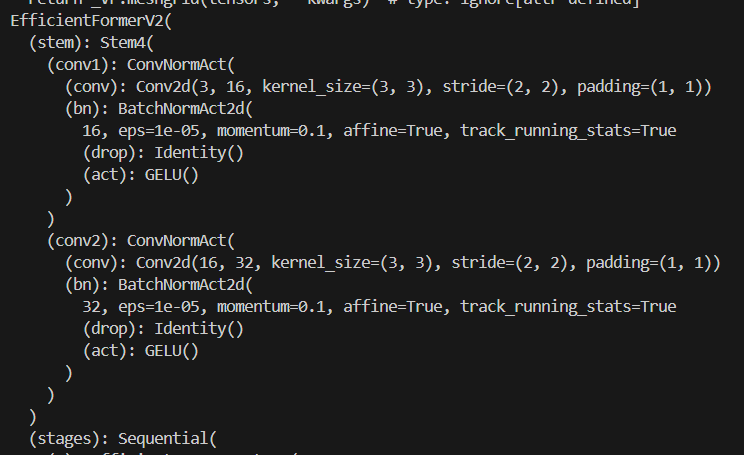 return _VF.meshgrid(tensors, **kwargs)  # type: ignore[attr-defined]
EfficientFormerV2(
  (stem): Stem4(
    (conv1): ConvNormAct(
      (conv): Conv2d(3, 16, kernel_size=(3, 3), stride=(2, 2), padding=(1, 1))
      (bn): BatchNormAct2d(
        16, eps=1e-05, momentum=0.1, affine=True, track_running_stats=True
        (drop): Identity()
        (act): GELU()
      )
    )
    (conv2): ConvNormAct(
      (conv): Conv2d(16, 32, kernel_size=(3, 3), stride=(2, 2), padding=(1, 1))
      (bn): BatchNormAct2d(
        32, eps=1e-05, momentum=0.1, affine=True, track_running_stats=True
        (drop): Identity()
        (act): GELU()
      )
    )
  )
  (stages): Sequential(